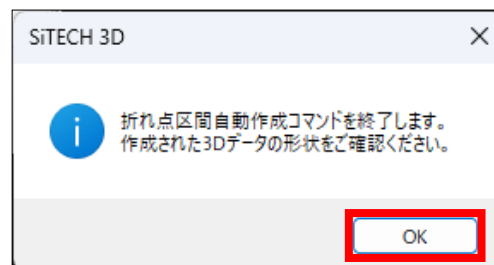 SiTECH 3D
折れ点区間自動作成コマンドを終了します。
作成された3Dデータの形状をご確認ください。
OK